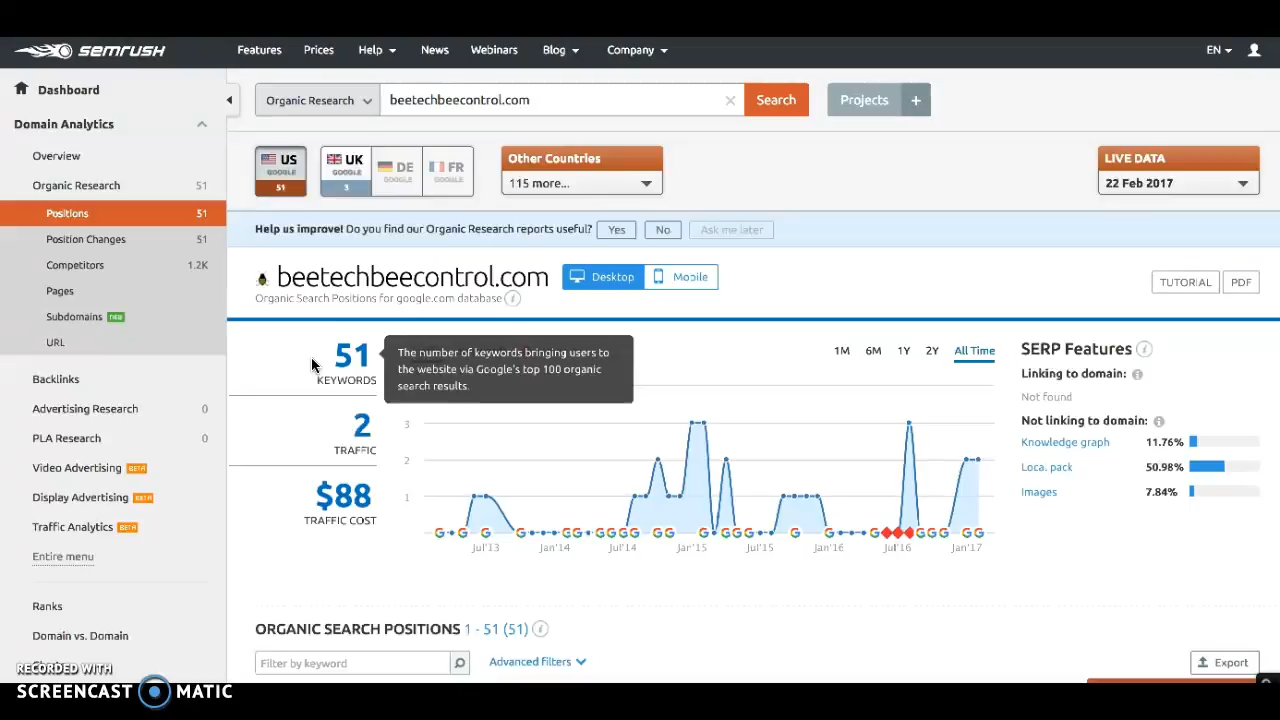 semrush
Features Prices Help News Webinars Blog Company EN
Dashboard
Domain Analytics
Overview
Organic Research 51
Positions 51
Position Changes 51
Competitors 1.2K
Pages
Subdomains new
URL
Backlinks
Advertising Research 0
PLA Research 0
Video Advertising BETA
Display Advertising BETA
Traffic Analytics BETA
Entire menu
Ranks
Domain vs. Domain
RECORDED WITH
SCREENCAST MATIC
Organic Research beetechbeecontrol.com Search Projects +
US UK DE FR
GOOGLE GOOGLE GOOGLE GOOGLE
51 3
Other Countries
115 more...
LIVE DATA
22 Feb 2017
Help us improve! Do you find our Organic Research reports useful? Yes No Ask me later
beetechbeecontrol.com Desktop Mobile
Organic Search Positions for google.com database
TUTORIAL PDF
51
KEYWORDS
The number of keywords bringing users to
the website via Google's top 100 organic
search results.
2
TRAFFIC
$88
TRAFFIC COST
1M 6M 1Y 2Y All Time
3
2
1
Jul'13 Jan'14 Jul'14 Jan'15 Jul'15 Jan'16 Jul'16 Jan'17
SERP Features
Linking to domain:
Not found
Not linking to domain:
Knowledge graph 11.76%
Loca. pack 50.98%
Images 7.84%
ORGANIC SEARCH POSITIONS 1 - 51 (51)
Filter by keyword Advanced filters Export